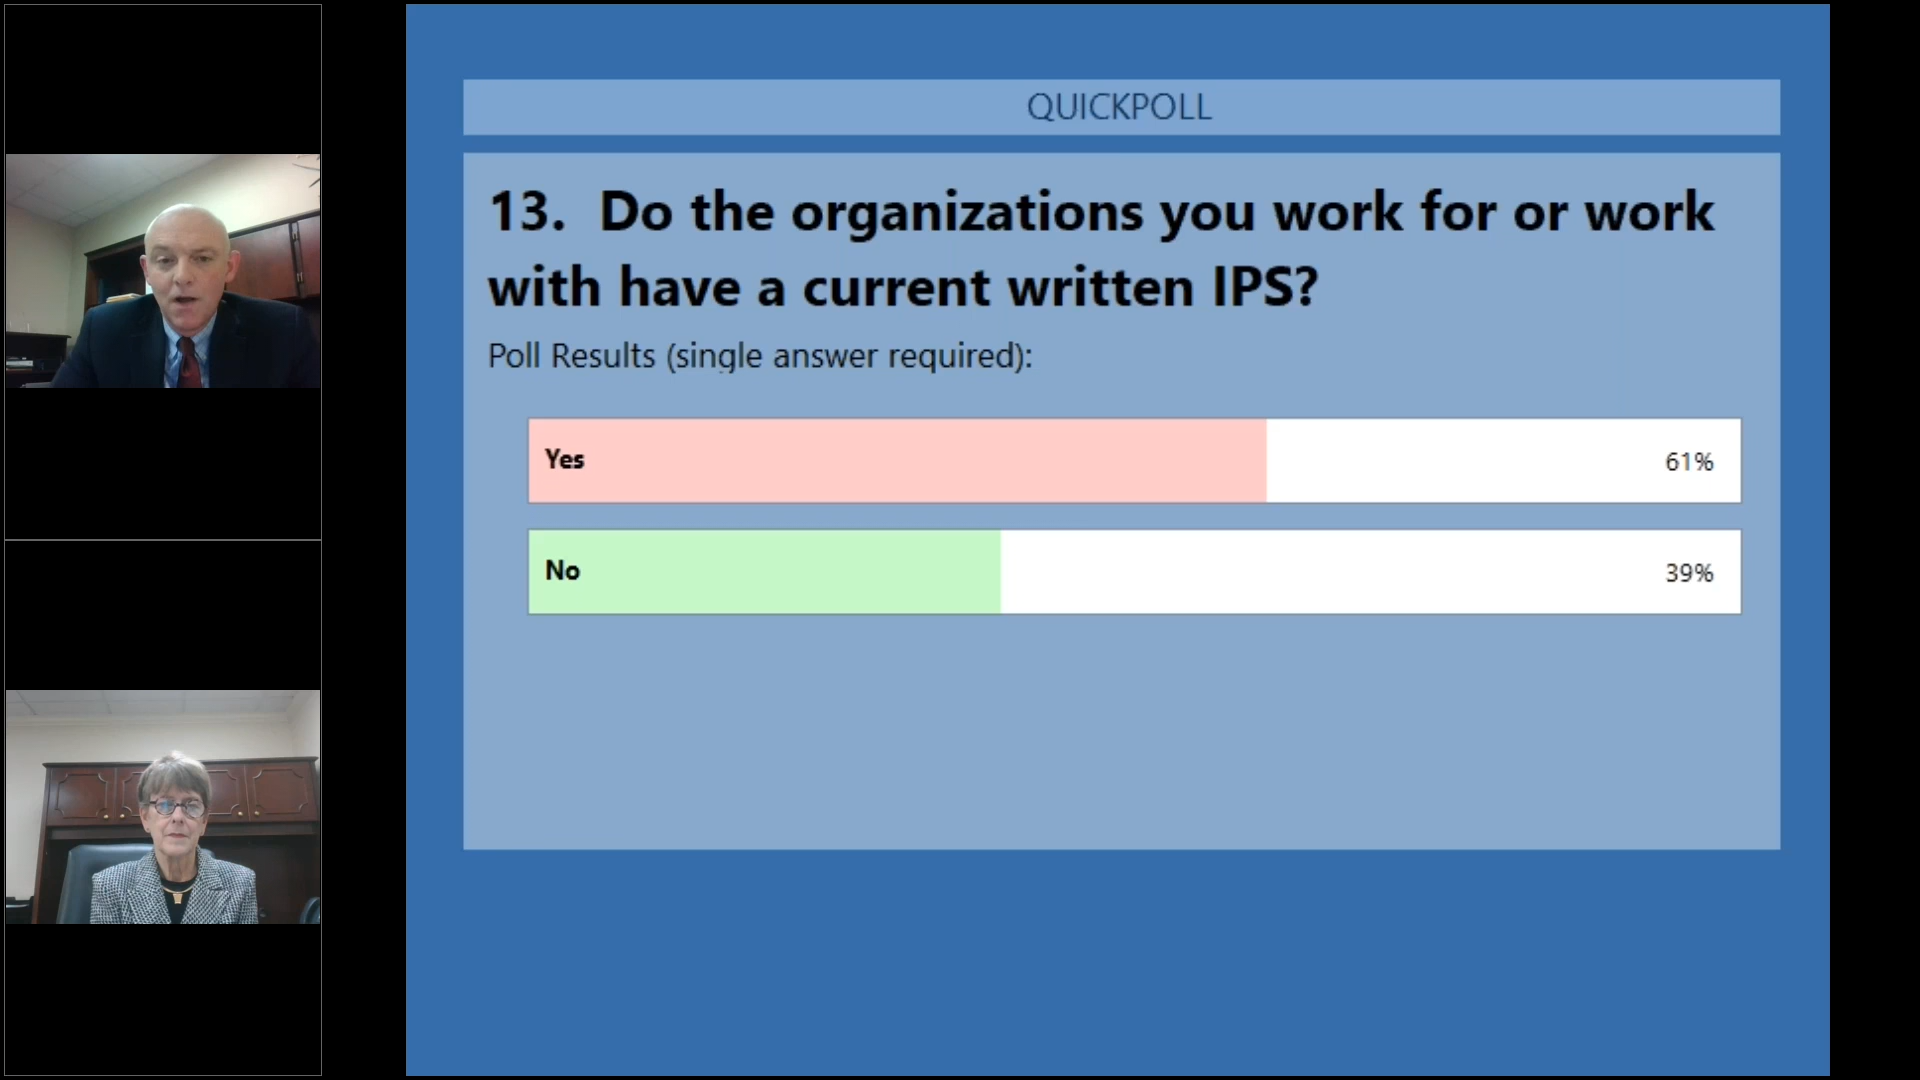 QUICKPOLL
13. Do the organizations you work for or work
with have a current written IPS?
Poll Results (single answer required):
Yes 61%
No 39%